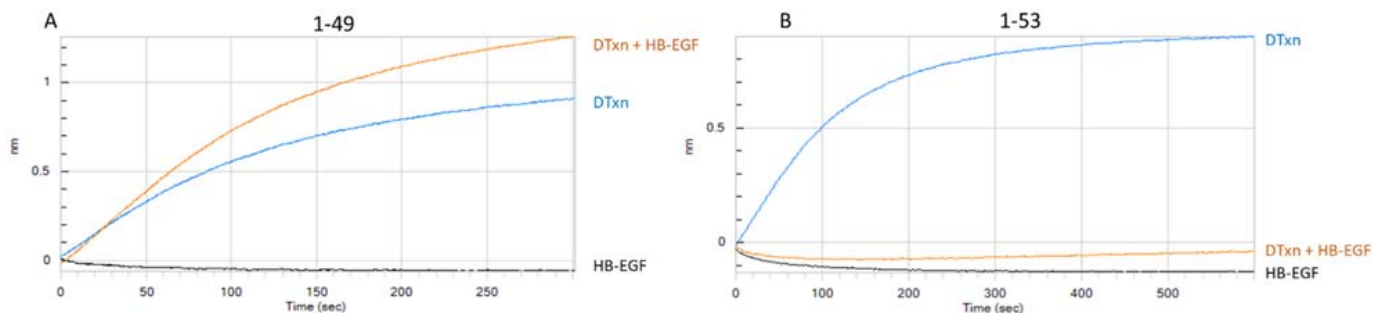 A
1-49
DTxn + HB-EGF
DTxn
HB-EGF
1
0.5
0
nm
0
50
100
150
200
250
Time (sec)
B
1-53
DTxn
DTxn + HB-EGF
HB-EGF
0.5
0
nm
0
100
200
300
400
500
Time (sec)